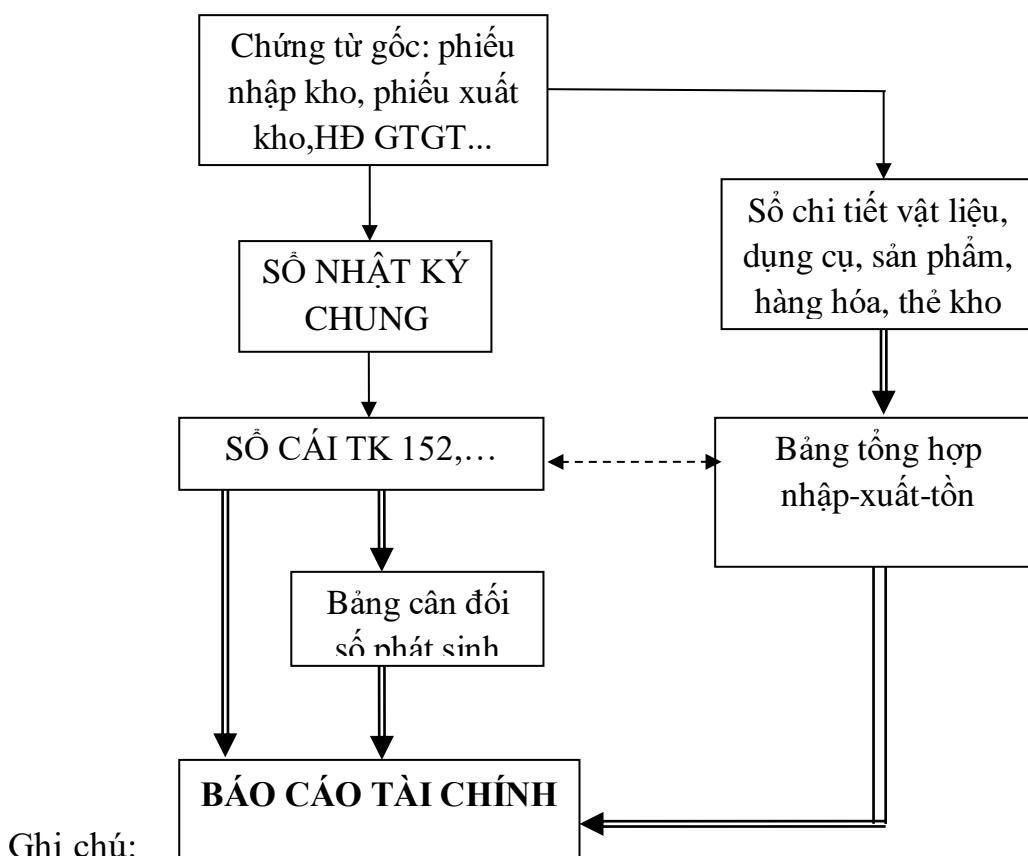 Chứng từ gốc: phiếu
nhập kho, phiếu xuất
kho,HĐ GTGT...
Sổ chi tiết vật liệu,
dụng cụ, sản phẩm,
hàng hóa, thẻ kho
SỔ NHẬT KÝ
CHUNG
SỔ CÁI TK 152,…
Bảng tổng hợp
nhập-xuất-tồn
Bảng cân đối
số phát sinh
BÁO CÁO TÀI CHÍNH
Ghi chú: